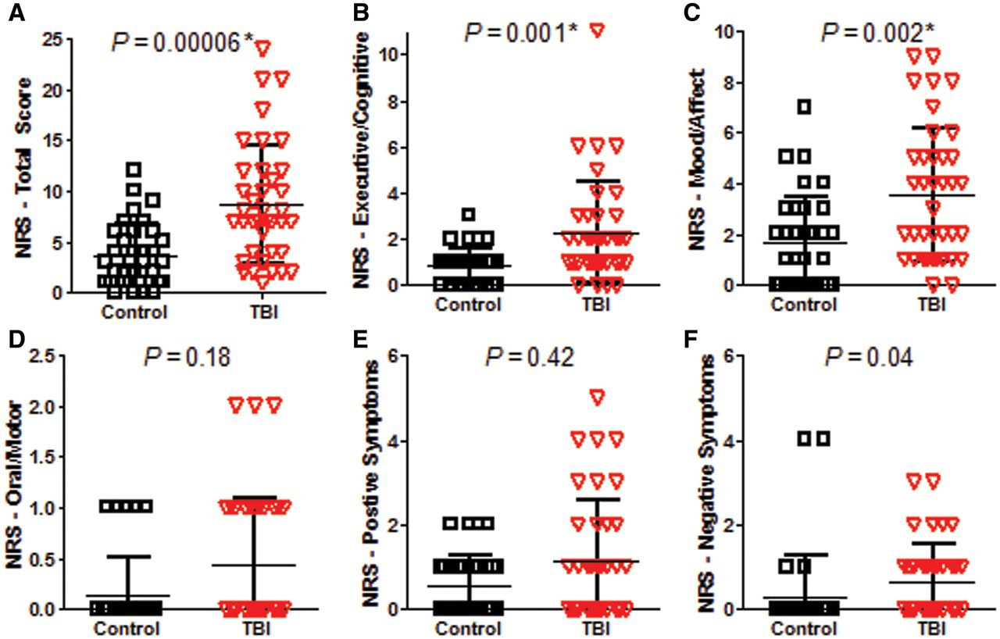 A
P = 0.00006 *
NRS - Total Score
25
20
15
10
5
0
Control
TBI
B
P = 0.001*
NRS - Executive/Cognitive
10
8
6
4
2
0
Control
TBI
C
P = 0.002*
NRS - Mood/Affect
10
8
6
4
2
0
Control
TBI
D
P = 0.18
NRS - Oral/Motor
2.5
2.0
1.5
1.0
0.5
0.0
Control
TBI
E
P = 0.42
NRS - Postive Symptoms
6
4
2
0
Control
TBI
F
P = 0.04
NRS - Negative Symptoms
6
4
2
0
Control
TBI